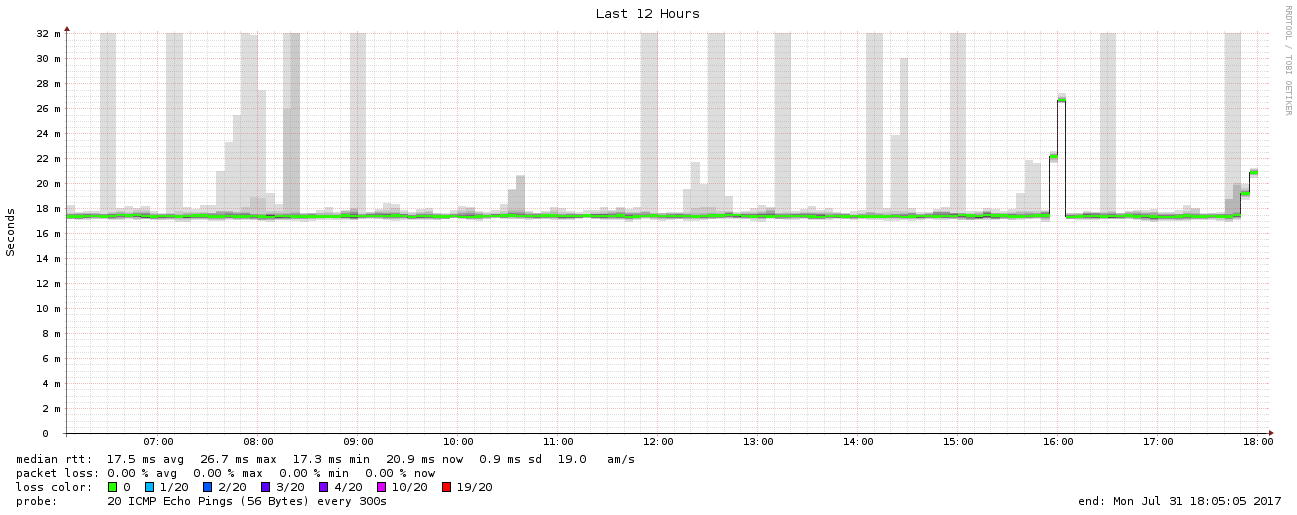 Last 12 Hours
RRDTOOL / TOBI OETIKER
Seconds
32 m
30 m
28 m
26 m
24 m
22 m
20 m
18 m
16 m
14 m
12 m
10 m
8 m
6 m
4 m
2 m
0
07:00 08:00 09:00 10:00 11:00 12:00 13:00 14:00 15:00 16:00 17:00 18:00
median rtt: 17.5 ms avg 26.7 ms max 17.3 ms min 20.9 ms now 0.9 ms sd 19.0 am/s
packet loss: 0.00 % avg 0.00 % max 0.00 % min 0.00 % now
loss color: 0 1/20 2/20 3/20 4/20 10/20 19/20
probe: 20 ICMP Echo Pings (56 Bytes) every 300s end: Mon Jul 31 18:05:05 2017